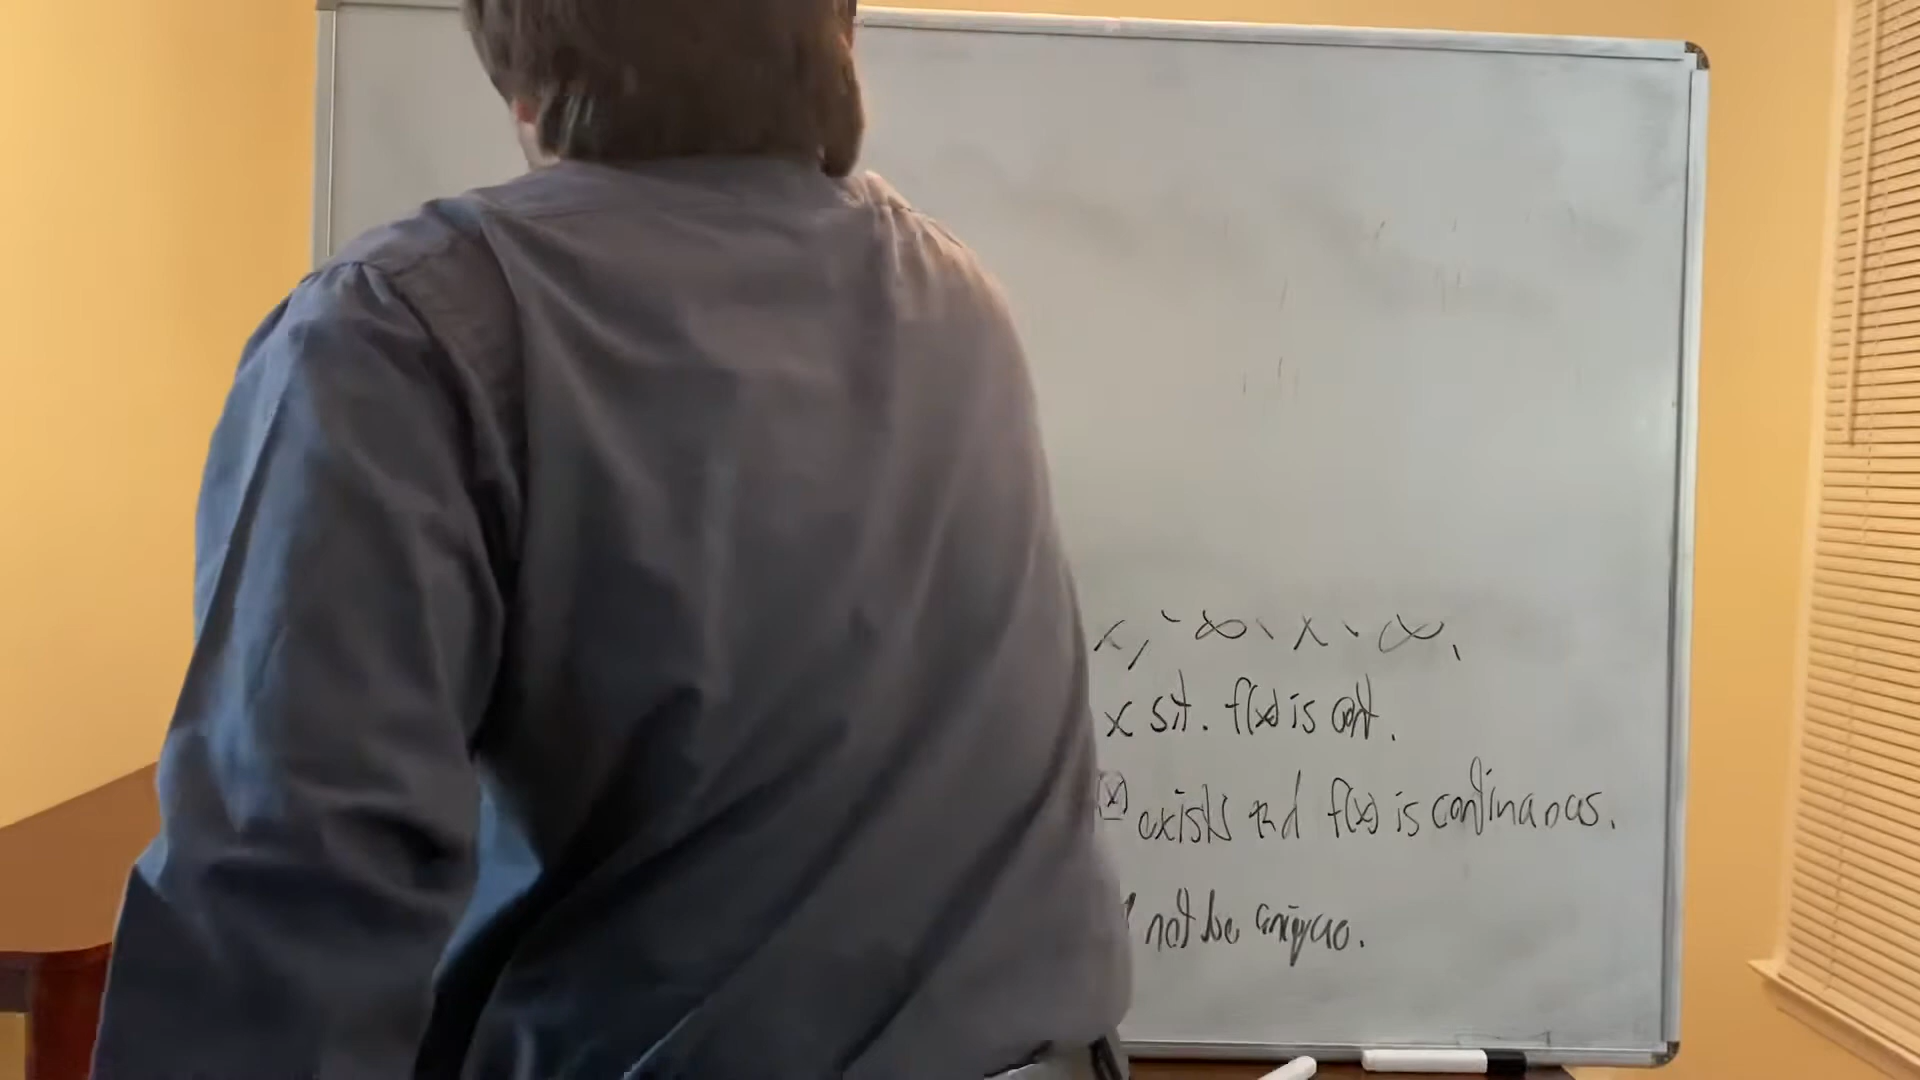 x, -∞ < x < ∞.
x s.t. f(x) is cont.
(x) exists and f(x) is continuous.
not be unique.